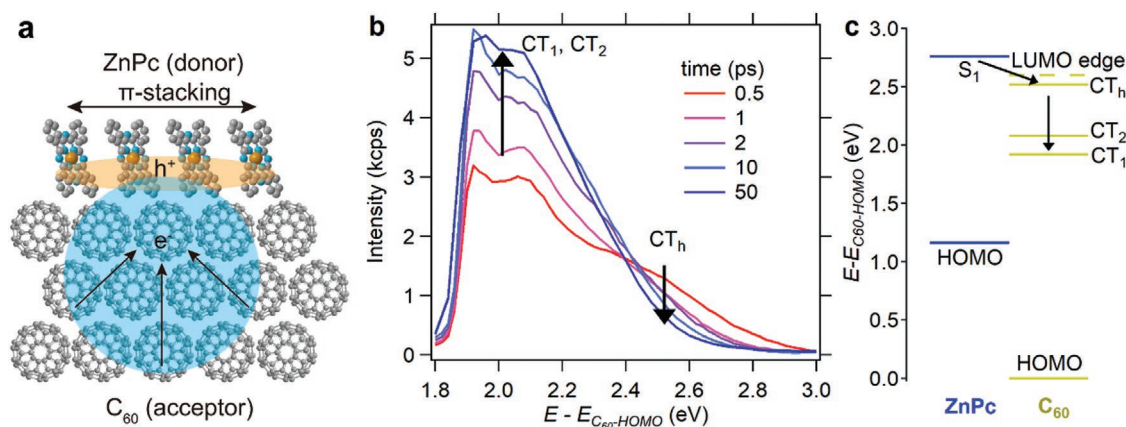 a
ZnPc (donor)
π-stacking
h+
e-
C60 (acceptor)
b
CT1, CT2
time (ps)
0.5
1
2
10
50
CTh
Intensity (kcps)
5
4
3
2
1
0
1.8 2.0 2.2 2.4 2.6 2.8 3.0
E - EC60-HOMO (eV)
c
E-EC60-HOMO (eV)
3.0
2.5
2.0
1.5
1.0
0.5
0.0
S1
LUMO edge
CTh
CT2
CT1
HOMO
HOMO
ZnPc C60